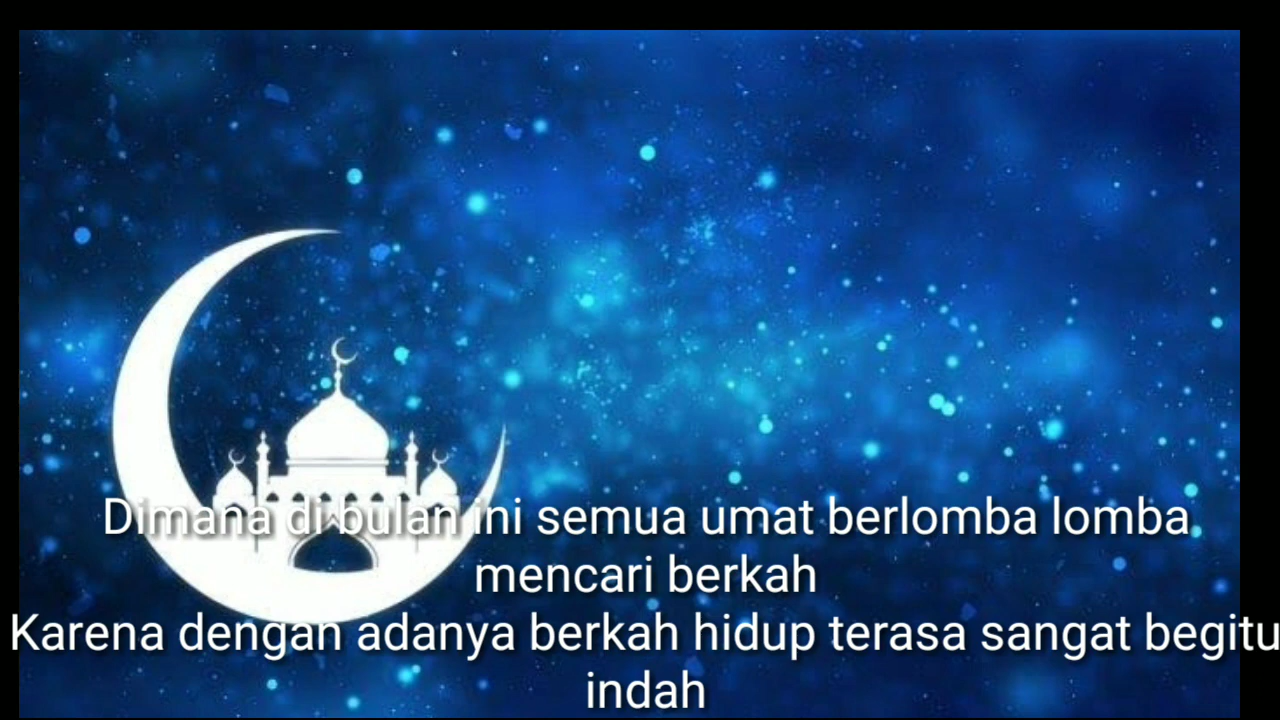 Dimana di bulan ini semua umat berlomba lomba
mencari berkah
Karena dengan adanya berkah hidup terasa sangat begitu
indah